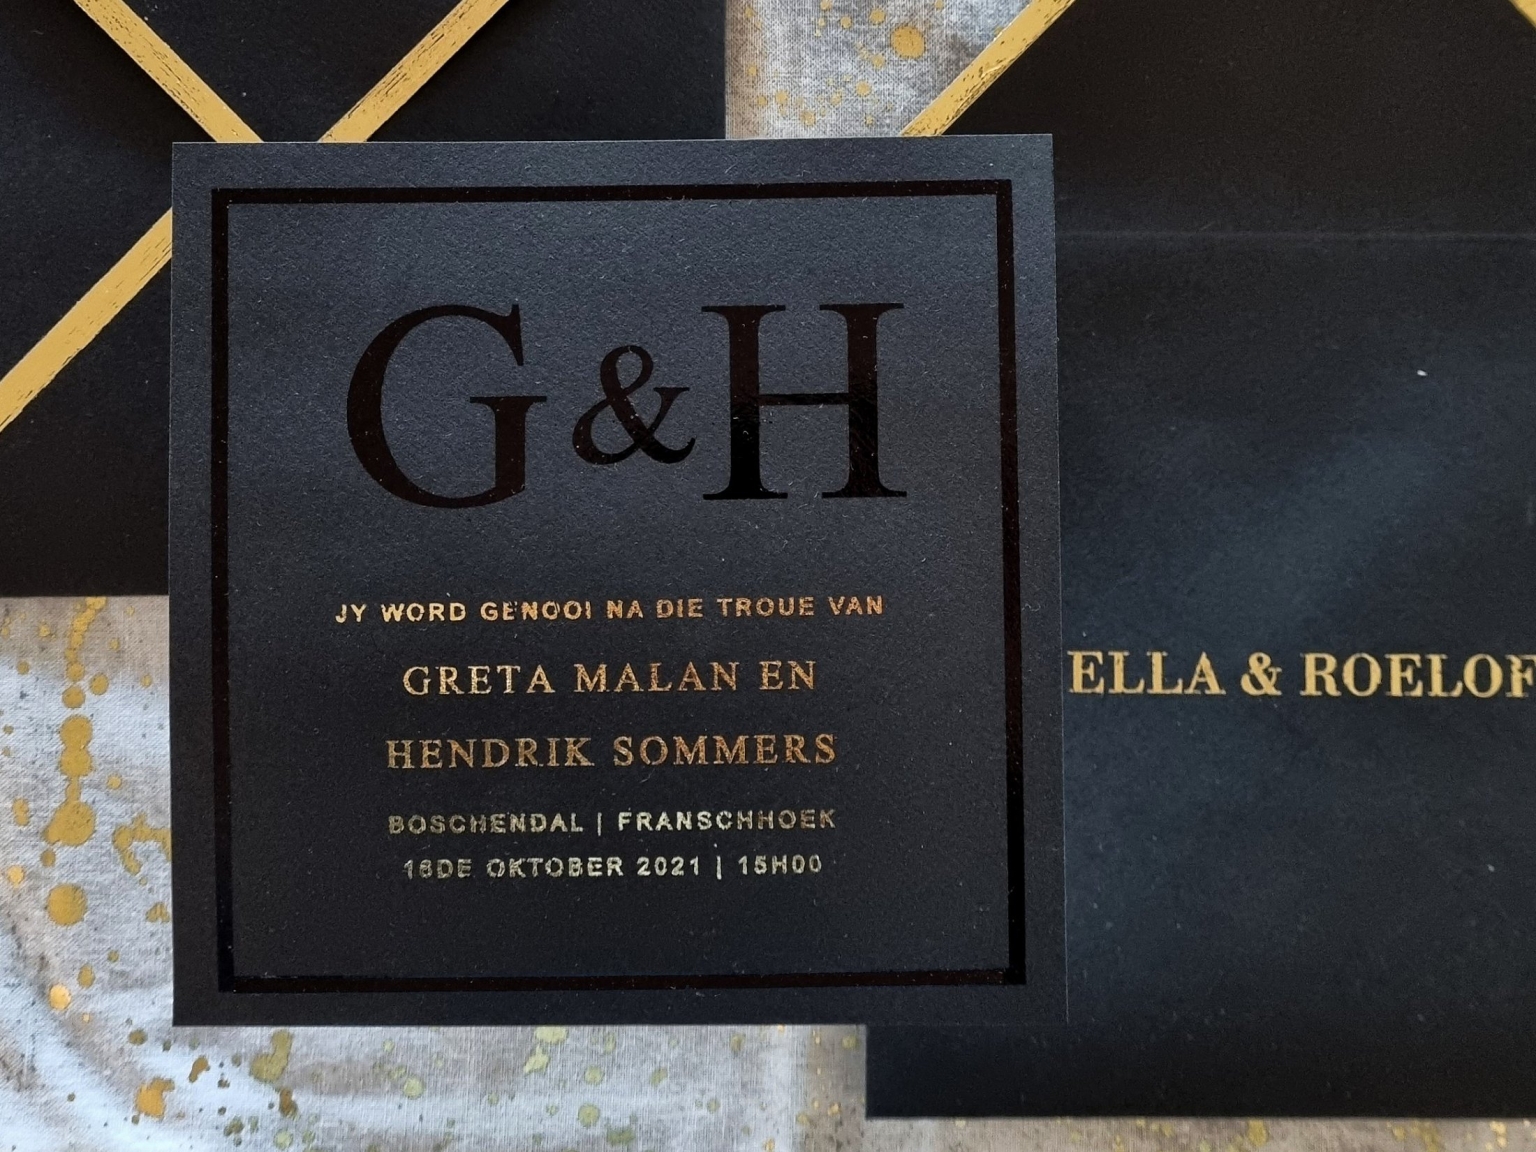 G&H
JY WORD GENOOI NA DIE TROUE VAN
GRETA MALAN EN
HENDRIK SOMMERS
BOSCHENDAL | FRANSCHHOEK
16DE OKTOBER 2021 | 15H00
ELLA & ROELOF